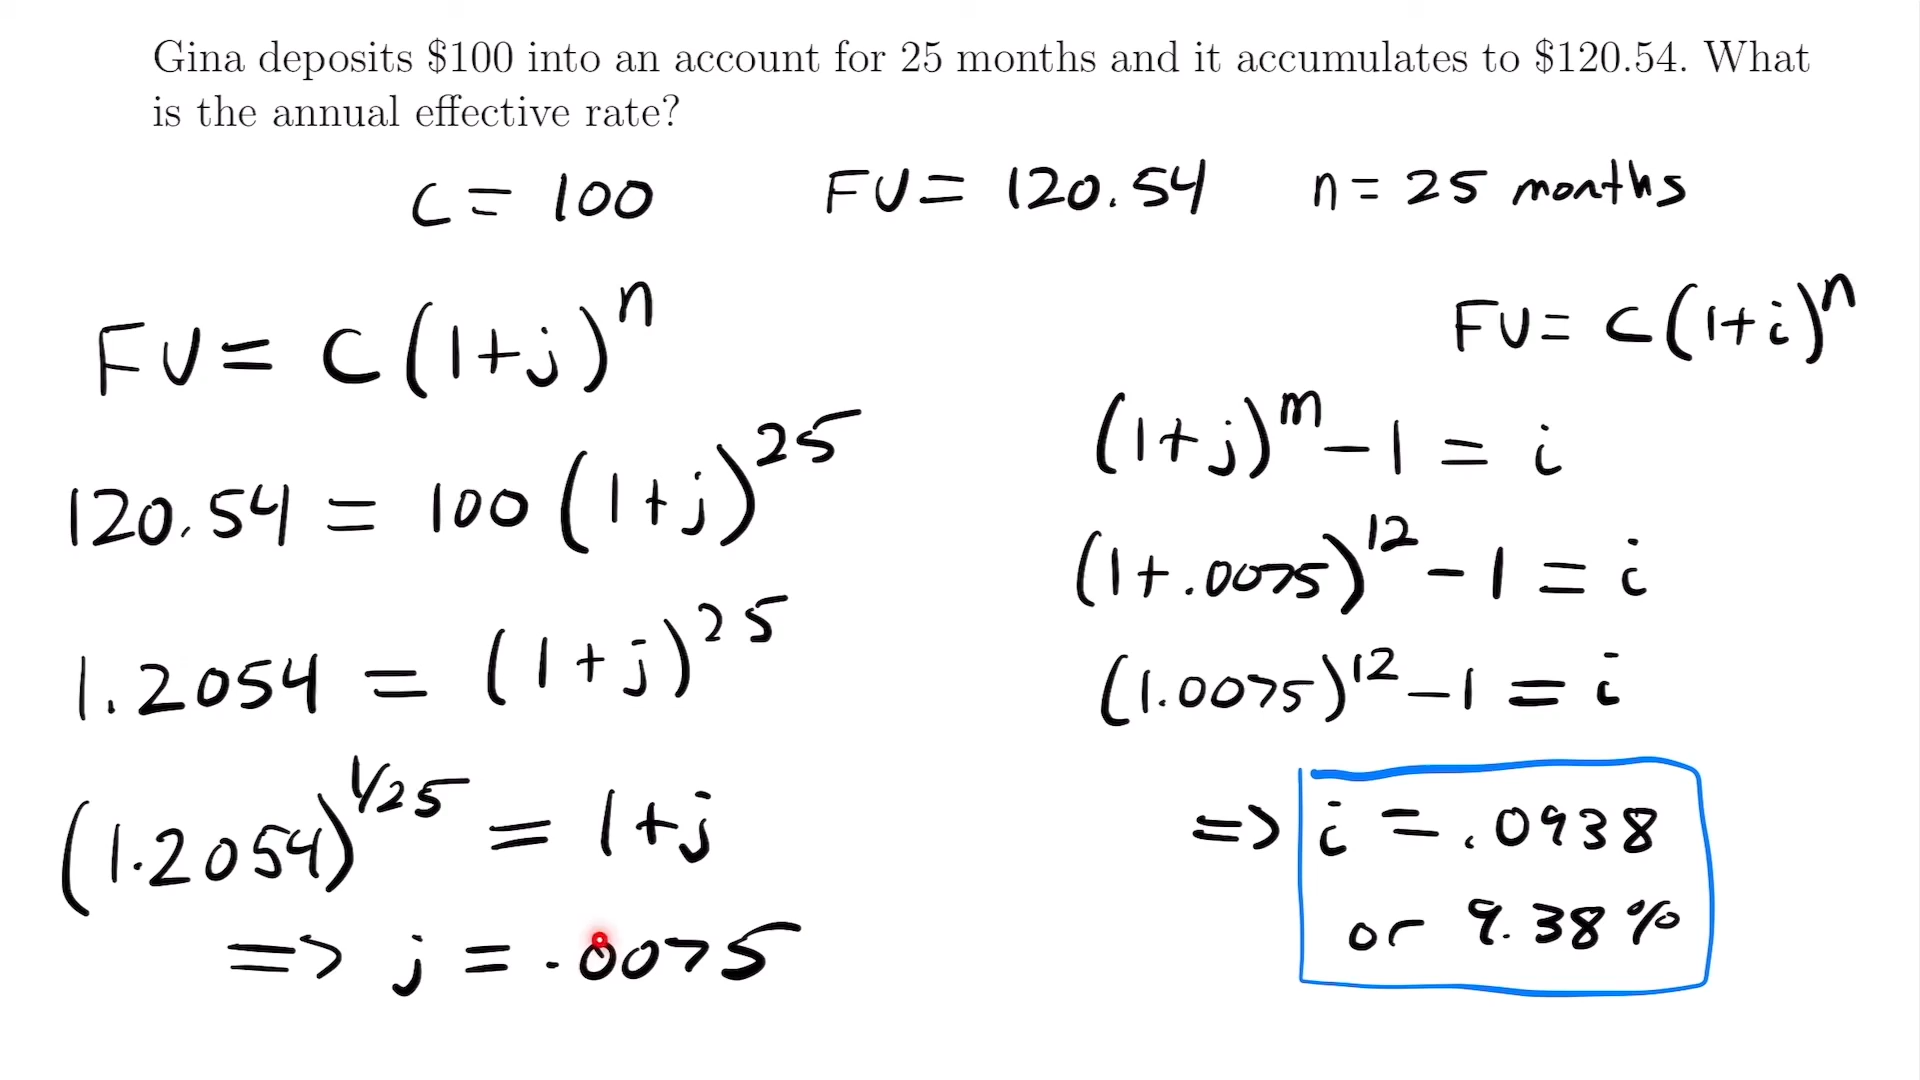 Gina deposits $100 into an account for 25 months and it accumulates to $120.54. What
is the annual effective rate?
C = 100    FV = 120.54    n = 25 months
FV = C(1+j)^n
120.54 = 100(1+j)^25
1.2054 = (1+j)^25
(1.2054)^1/25 = 1+j
=> j = .0075
FV = C(1+i)^n
(1+j)^m - 1 = i
(1+.0075)^12 - 1 = i
(1.0075)^12 - 1 = i
=> i = .0938
or 9.38%